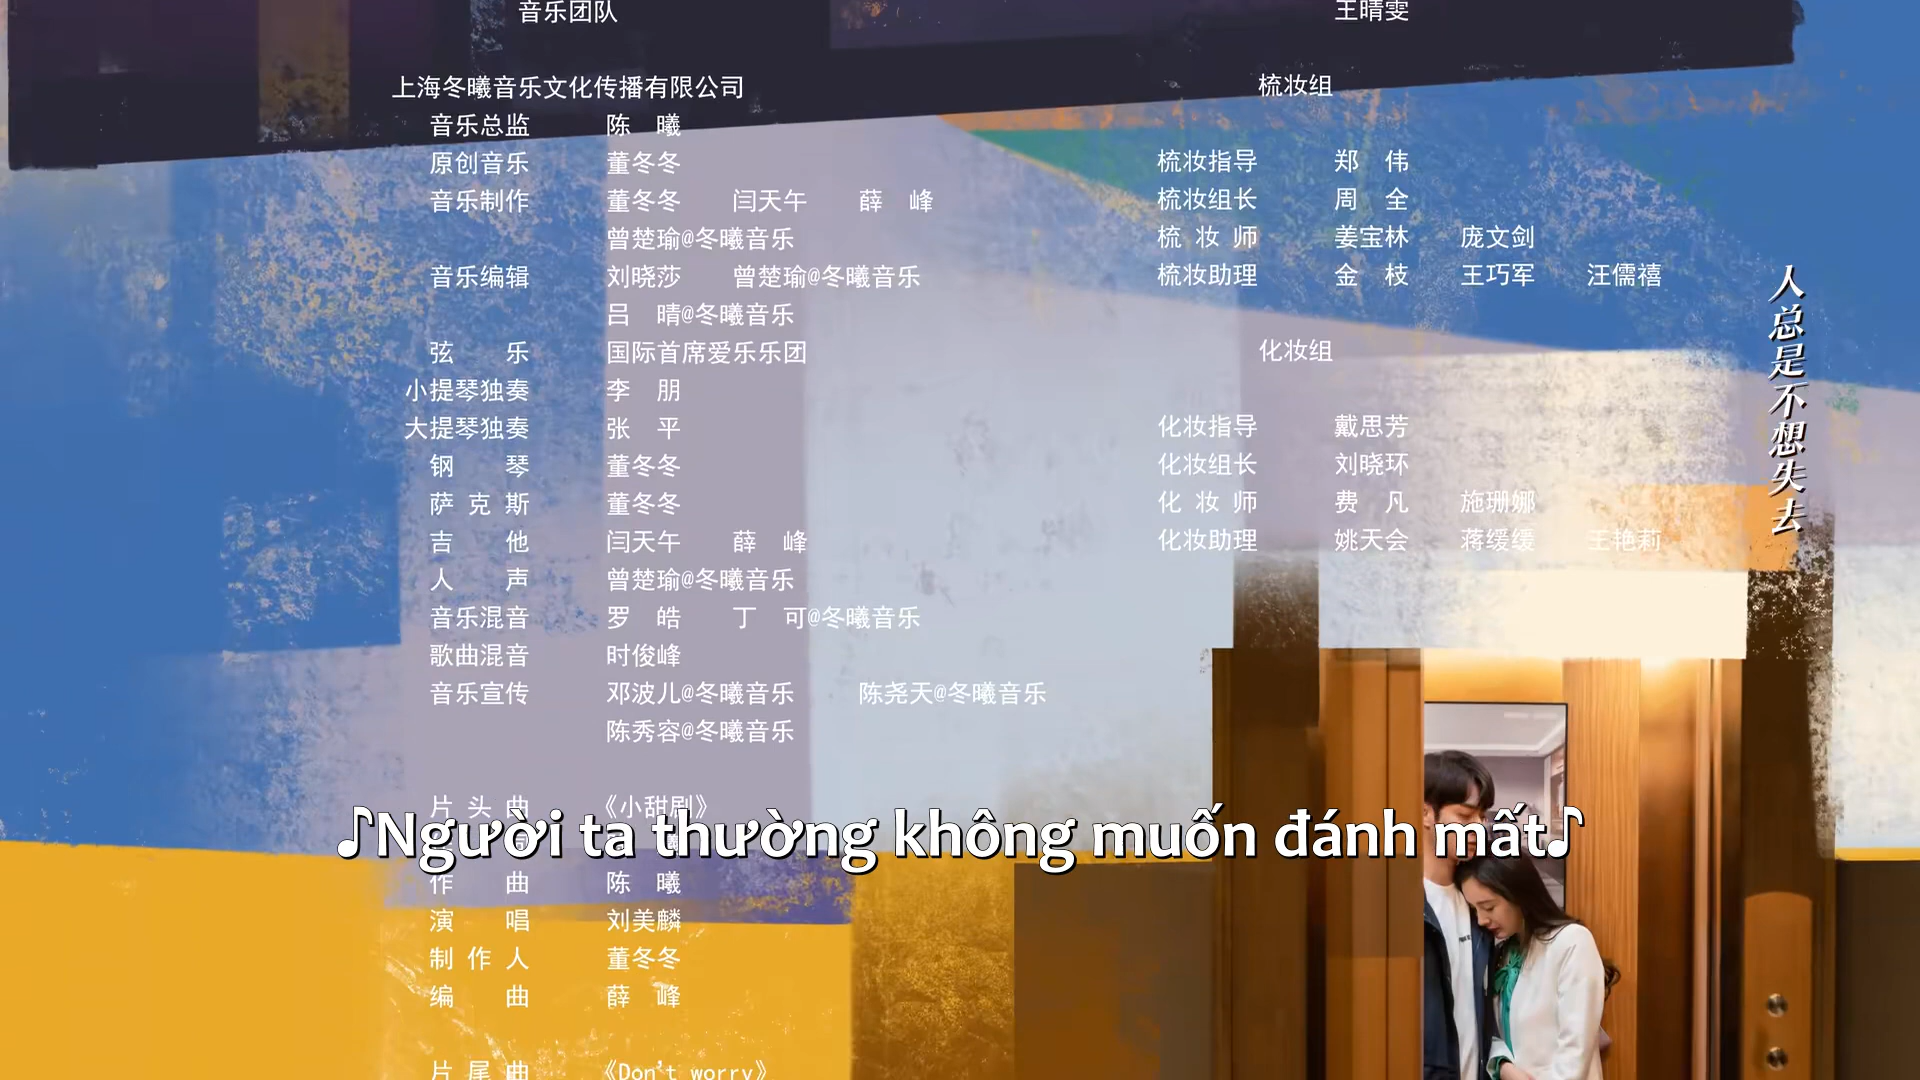 音乐团队
上海冬曦音乐文化传播有限公司
音乐总监 陈 曦
原创音乐 董冬冬
音乐制作 董冬冬 闫天午 薛 峰
曾楚瑜@冬曦音乐
音乐编辑 刘晓莎 曾楚瑜@冬曦音乐
吕 晴@冬曦音乐
弦 乐 国际首席爱乐乐团
小提琴独奏 李 朋
大提琴独奏 张 平
钢 琴 董冬冬
萨 克 斯 董冬冬
吉 他 闫天午 薛 峰
人 声 曾楚瑜@冬曦音乐
音乐混音 罗 皓 丁 可@冬曦音乐
歌曲混音 时俊峰
音乐宣传 邓波儿@冬曦音乐 陈尧天@冬曦音乐
陈秀容@冬曦音乐
片 头 曲 《小甜剧》
作 曲 陈 曦
演 唱 刘美麟
制 作 人 董冬冬
编 曲 薛 峰
片 尾 曲 《Don't worry》
王晴雯
梳妆组
梳妆指导 郑 伟
梳妆组长 周 全
梳 妆 师 姜宝林 庞文剑
梳妆助理 金 枝 王巧军 汪儒禧
化妆组
化妆指导 戴思芳
化妆组长 刘晓环
化 妆 师 费 凡 施珊娜
化妆助理 姚天会 蒋缓缓 王艳莉
人总是不想失去
♪Người ta thường không muốn đánh mất♪